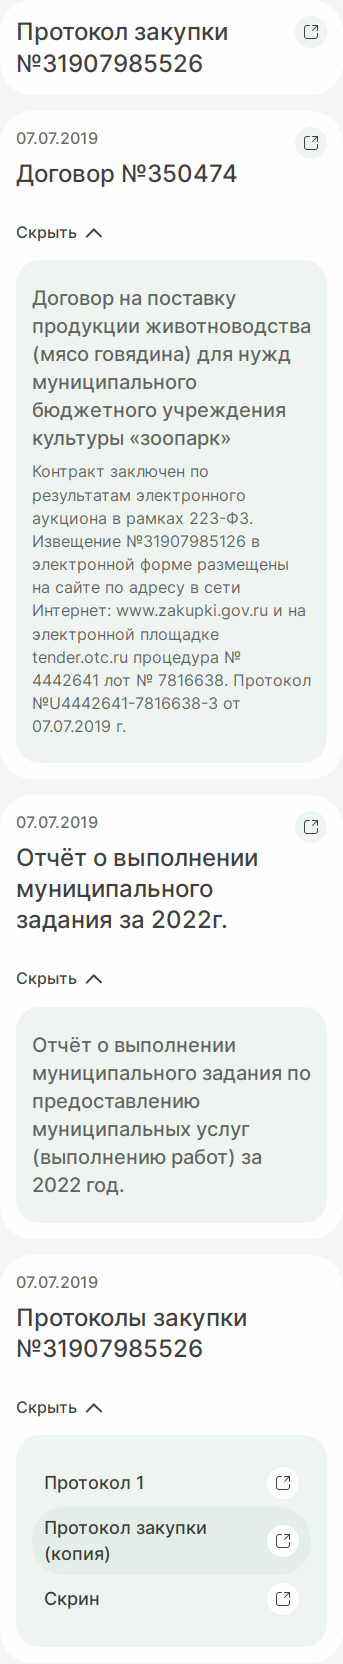 Протокол закупки
№31907985526
07.07.2019
Договор №350474
Скрыть
Договор на поставку
продукции животноводства
(мясо говядина) для нужд
муниципального
бюджетного учреждения
культуры «зоопарк»
Контракт заключен по
результатам электронного
аукциона в рамках 223-ФЗ.
Извещение №31907985126 в
электронной форме размещены
на сайте по адресу в сети
Интернет: www.zakupki.gov.ru и на
электронной площадке
tender.otc.ru процедура №
4442641 лот № 7816638. Протокол
№U4442641-7816638-3 от
07.07.2019 г.
07.07.2019
Отчёт о выполнении
муниципального
задания за 2022г.
Скрыть
Отчёт о выполнении
муниципального задания по
предоставлению
муниципальных услуг
(выполнению работ) за
2022 год.
07.07.2019
Протоколы закупки
№31907985526
Скрыть
Протокол 1
Протокол закупки
(копия)
Скрин